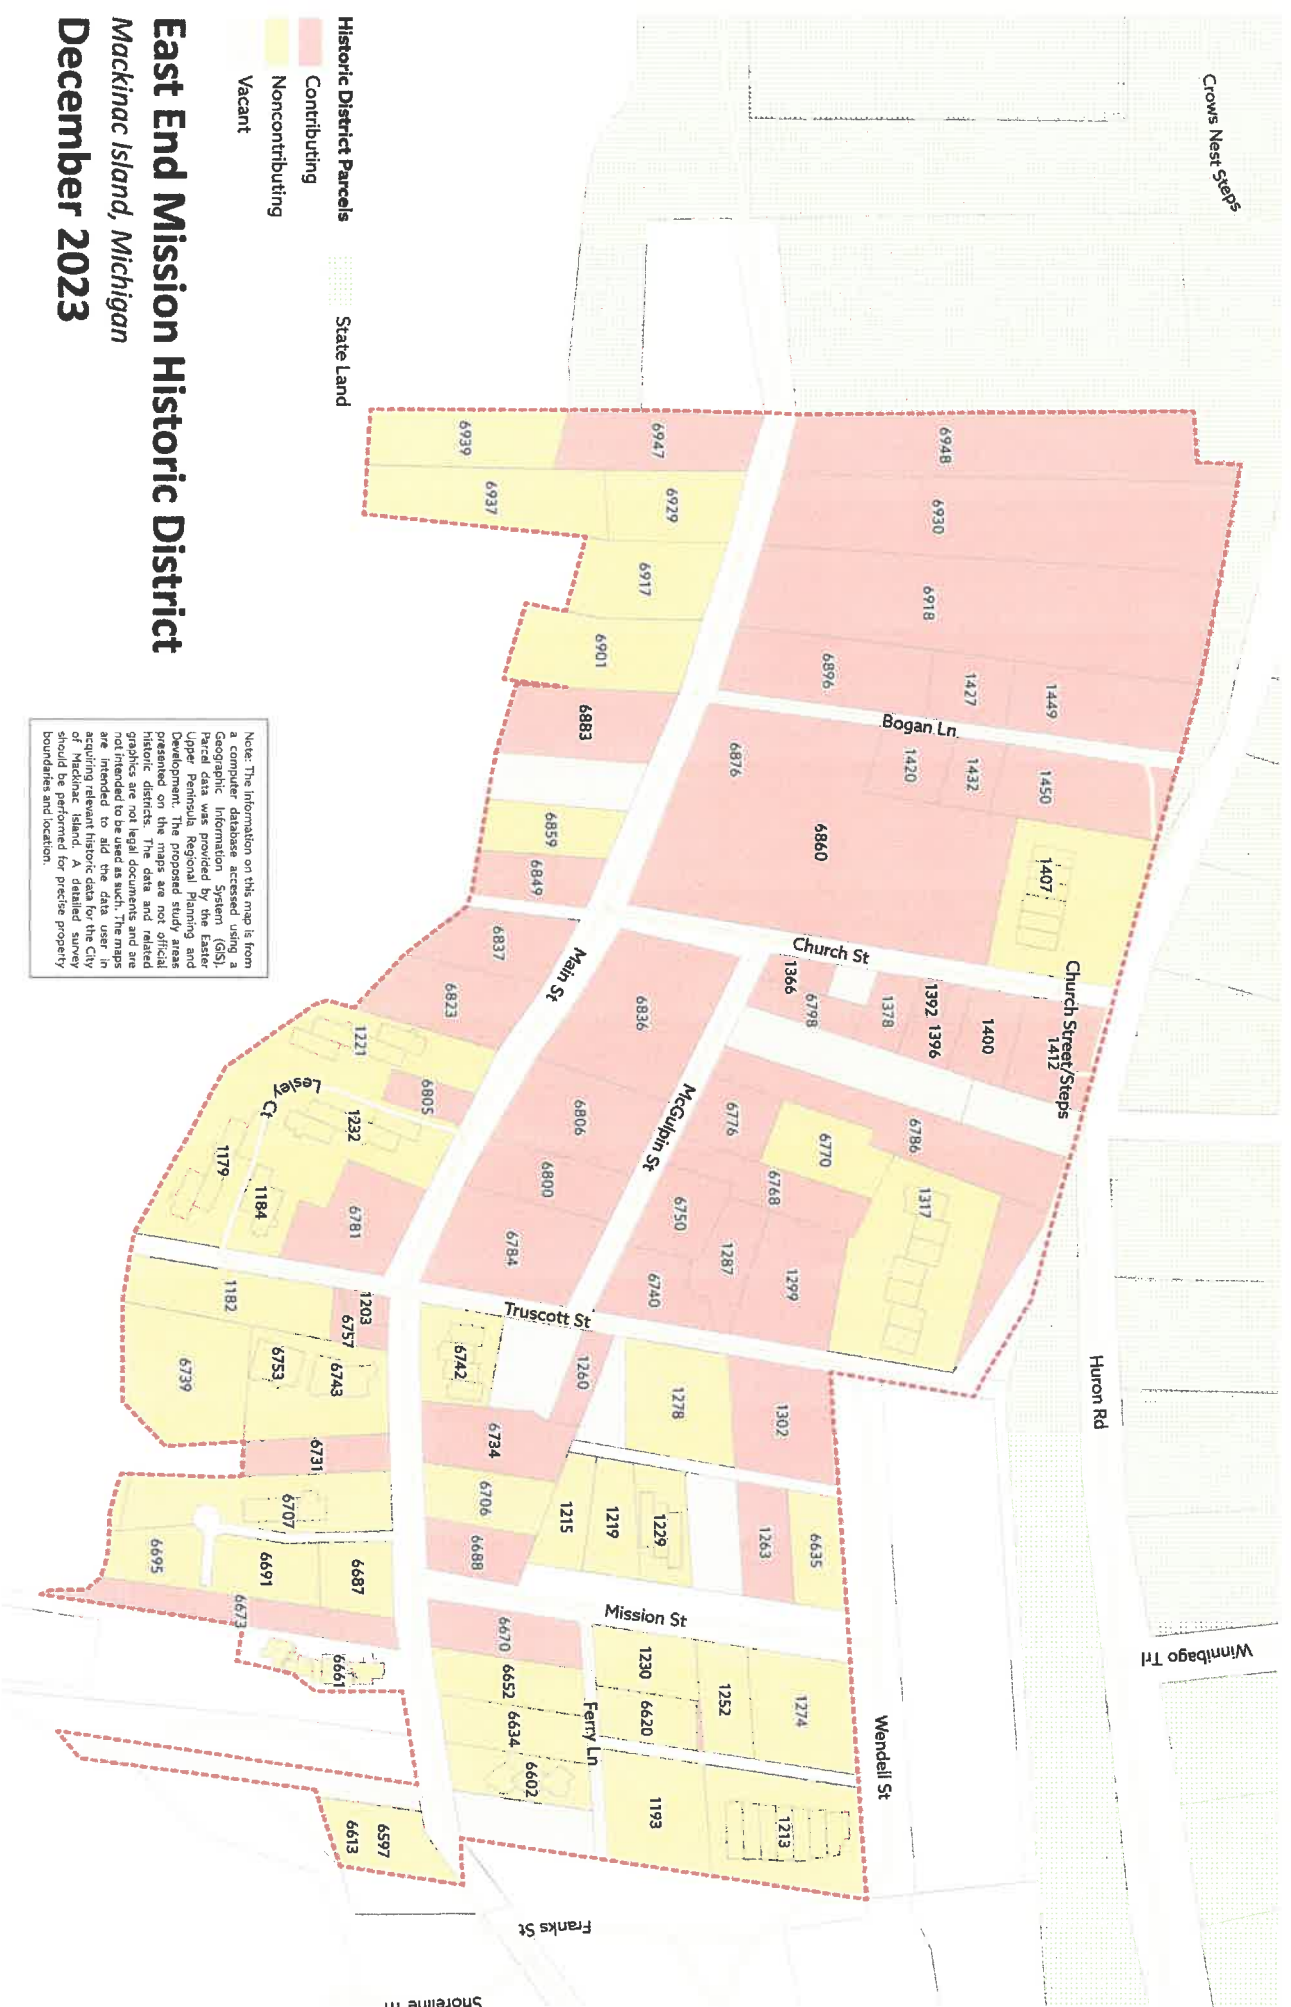 East End Mission Historic District
Mackinac Island, Michigan
December 2023
Historic District Parcels
Contributing
Noncontributing
Vacant
State Land
Note: The information on this map is from
a computer database accessed using a
Geographic Information System (GIS).
Parcel data was provided by the Easter
Upper Peninsula Regional Planning and
Development. The proposed study areas
presented on the maps are not official
historic districts. The data and related
graphics are not legal documents and are
not intended to be used as such. The maps
are intended to aid the data user in
acquiring relevant historic data for the City
of Mackinac Island. A detailed survey
should be performed for precise property
boundaries and location.
Crows Nest Steps
Huron Rd
Winnibago Trl
Wendell St
Bogan Ln
Church St
Church Street/Steps
Main St
McGulpin St
Truscott St
Lesley Ct
Mission St
Ferry Ln
Franks St
6948
6930
6918
6896
1427
1449
6947
6939
6937
6929
6917
6901
6883
6859
6849
6876
1420
1432
1450
6860
1407
1366
6798
1378
1392
1396
1400
1412
6837
6823
6836
6806
6800
6784
6776
6770
6786
6768
1317
6750
1287
1299
6740
1221
6805
1232
1179
1184
6781
1182
1203
6757
6753
6743
6739
6731
6742
1260
1278
1302
6734
6706
6688
1215
1219
1229
1263
6635
6707
6695
6691
6687
6673
6661
6670
6652
6634
6602
1230
6620
1252
1274
1193
1213
6597
6613